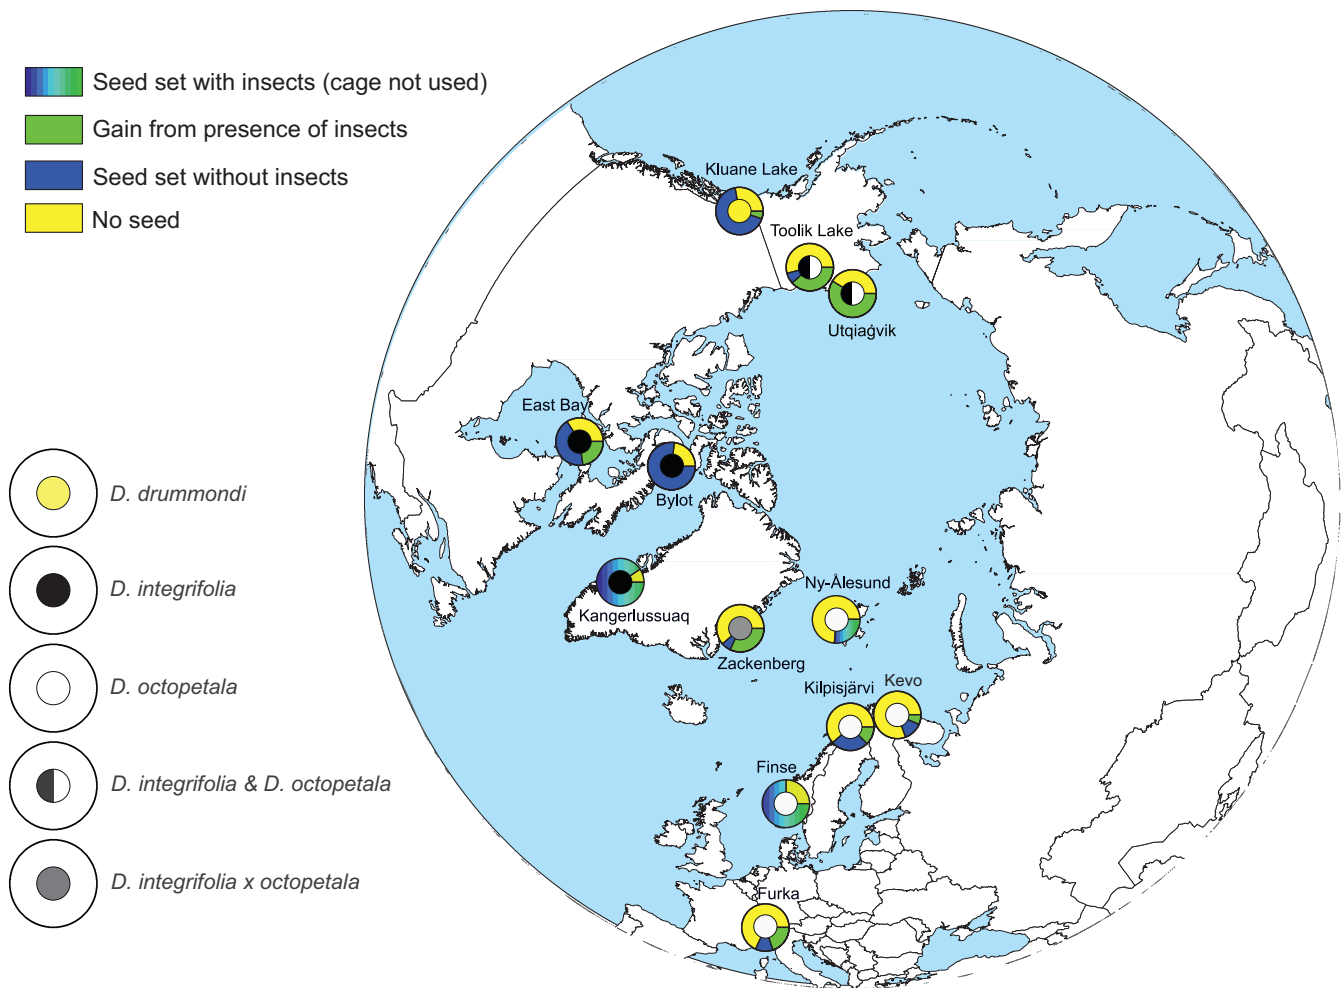 Seed set with insects (cage not used)
Gain from presence of insects
Seed set without insects
No seed
Kluane Lake
Toolik Lake
Utqiaġvik
East Bay
Bylot
Kangerlussuaq
Ny-Ålesund
Zackenberg
Kilpisjärvi
Kevo
Finse
Furka
D. drummondi
D. integrifolia
D. octopetala
D. integrifolia & D. octopetala
D. integrifolia x octopetala